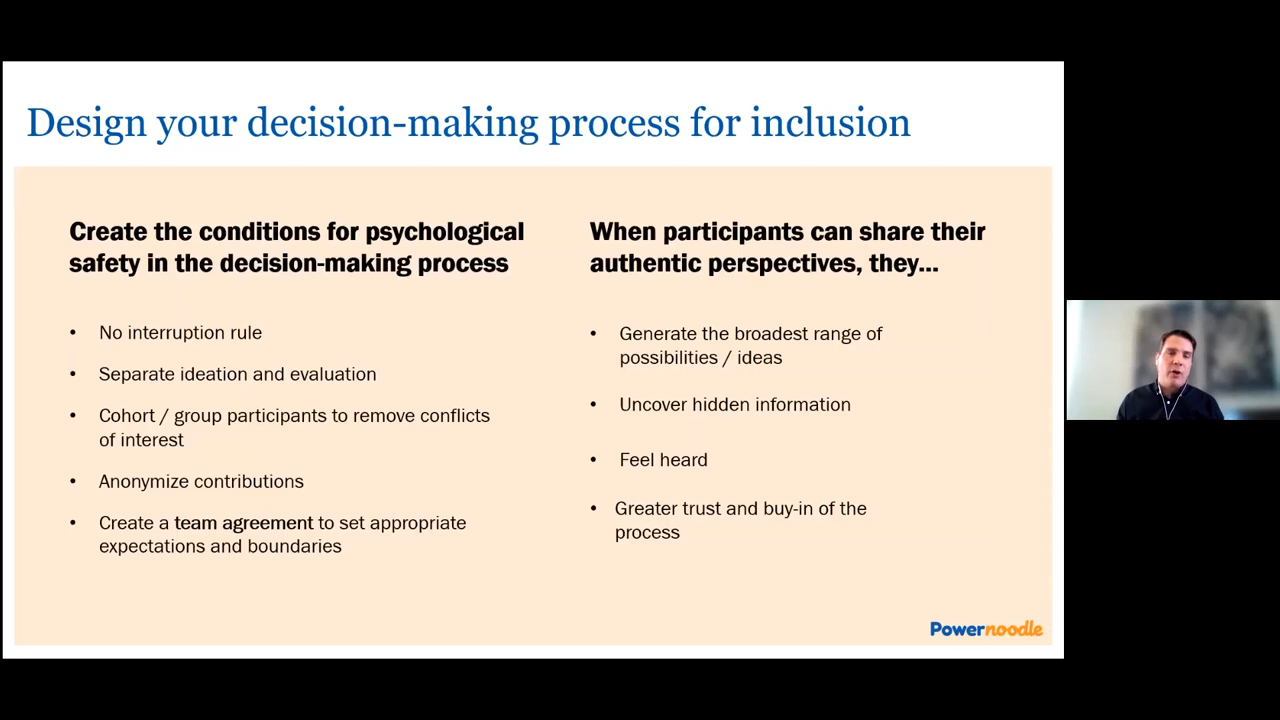 Design your decision-making process for inclusion
Create the conditions for psychological
safety in the decision-making process
• No interruption rule
• Separate ideation and evaluation
• Cohort / group participants to remove conflicts
of interest
• Anonymize contributions
• Create a team agreement to set appropriate
expectations and boundaries
When participants can share their
authentic perspectives, they...
• Generate the broadest range of
possibilities / ideas
• Uncover hidden information
• Feel heard
• Greater trust and buy-in of the
process
Powernoodle